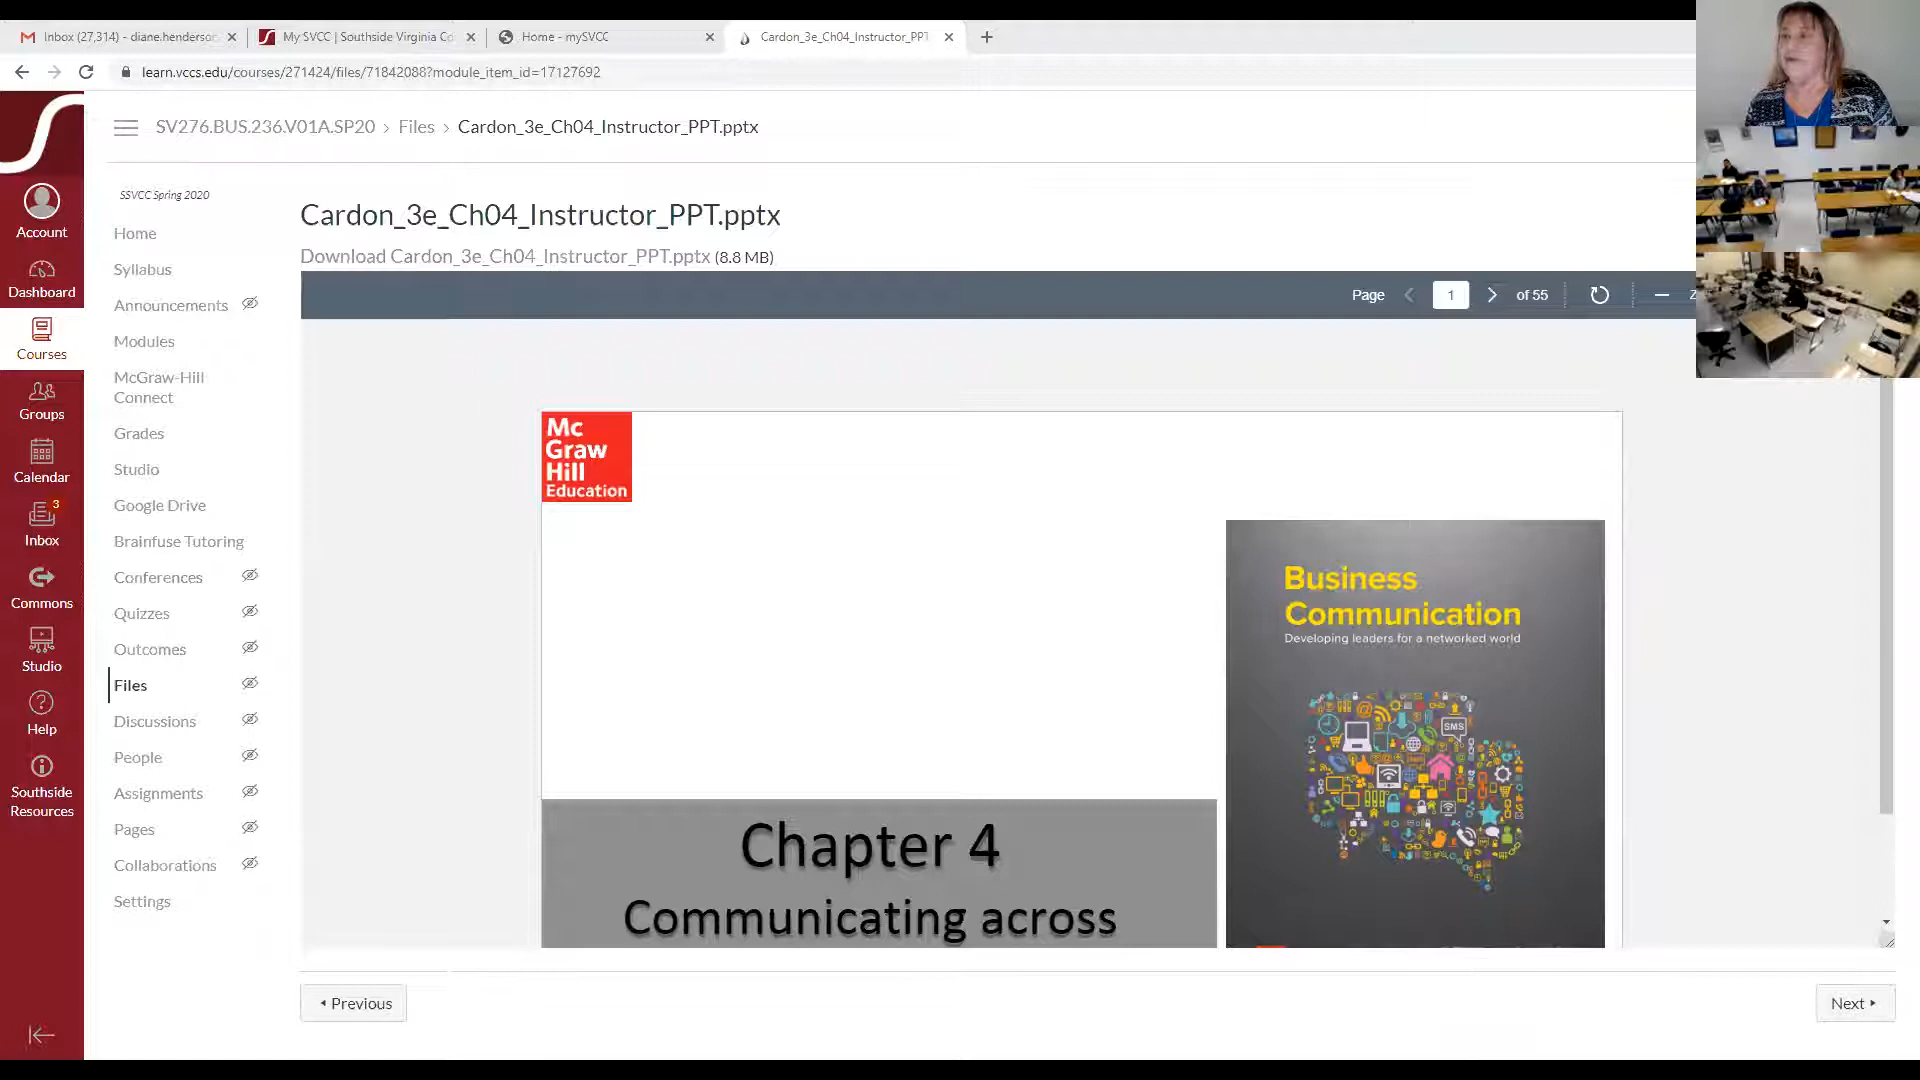 Inbox (27,314) - diane.henderson
My SVCC | Southside Virginia Co
Home - mySVCC
Cardon_3e_Ch04_Instructor_PPT
learn.vccs.edu/courses/271424/files/71842088?module_item_id=17127692
SV276.BUS.236.V01A.SP20 > Files > Cardon_3e_Ch04_Instructor_PPT.pptx
Account
Dashboard
Courses
Groups
Calendar
3
Inbox
Commons
Studio
Help
Southside
Resources
SSVCC Spring 2020
Home
Syllabus
Announcements
Modules
McGraw-Hill
Connect
Grades
Studio
Google Drive
Brainfuse Tutoring
Conferences
Quizzes
Outcomes
Files
Discussions
People
Assignments
Pages
Collaborations
Settings
Cardon_3e_Ch04_Instructor_PPT.pptx
Download Cardon_3e_Ch04_Instructor_PPT.pptx (8.8 MB)
Page 1 of 55
Mc
Graw
Hill
Education
Business
Communication
Developing leaders for a networked world
SMS
Chapter 4
Communicating across
Previous
Next